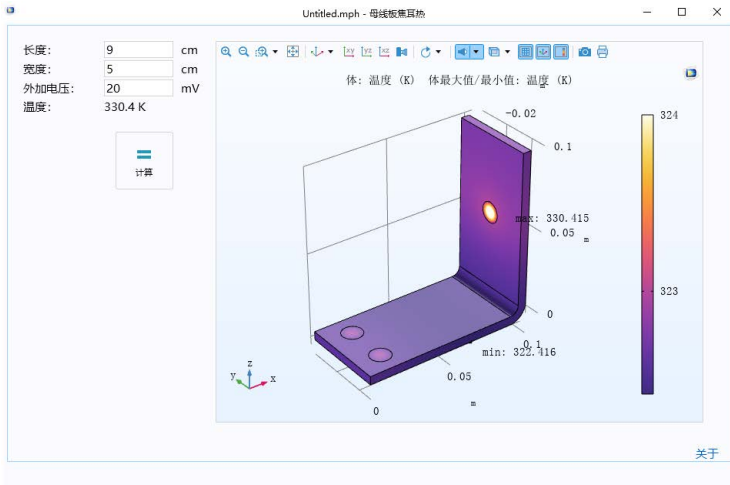 Untitled.mph - 母线板焦耳热
长度: 9 cm
宽度: 5 cm
外加电压: 20 mV
温度: 330.4 K
计算
xy yz xz
体: 温度 (K) 体最大值/最小值: 温度 (K)
m
-0.02
0.1
324
max: 330.415
0.05
m
323
0
0.1
min: 322.416
0.05
m
0
z
y
x
关于